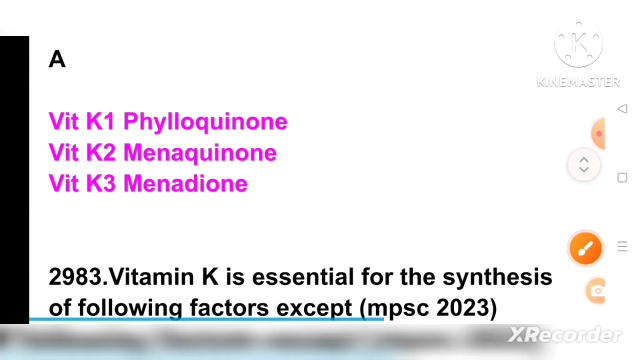 A
Vit K1 Phylloquinone
Vit K2 Menaquinone
Vit K3 Menadione
2983.Vitamin K is essential for the synthesis
of following factors except (mpsc 2023)
KINEMASTER
XRecorder